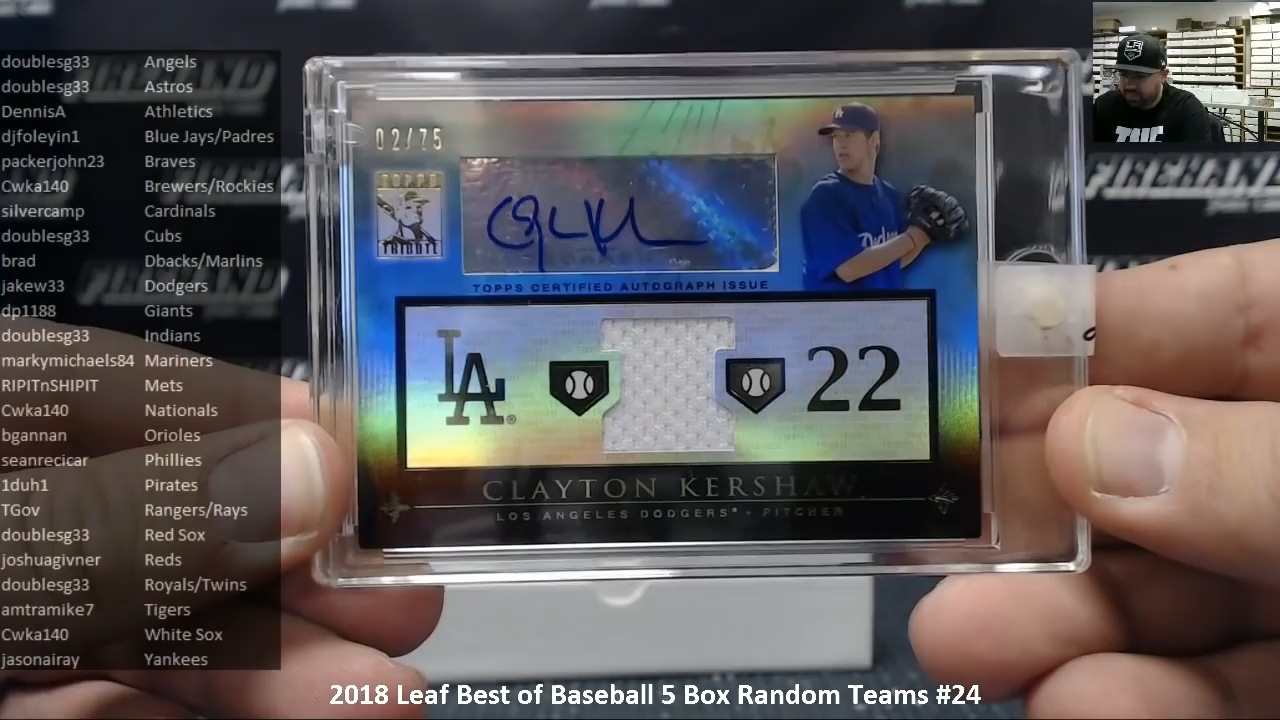 doublesg33 Angels
doublesg33 Astros
DennisA Athletics
djfoleyin1 Blue Jays/Padres
packerjohn23 Braves
Cwka140 Brewers/Rockies
silvercamp Cardinals
doublesg33 Cubs
brad Dbacks/Marlins
jakew33 Dodgers
dp1188 Giants
doublesg33 Indians
markymichaels84 Mariners
RIPITnSHIPIT Mets
Cwka140 Nationals
bgannan Orioles
seanrecicar Phillies
1duh1 Pirates
TGov Rangers/Rays
doublesg33 Red Sox
joshuagivner Reds
doublesg33 Royals/Twins
amtramike7 Tigers
Cwka140 White Sox
jasonairay Yankees
02/75
TOPPS
TRIBUTE
TOPPS CERTIFIED AUTOGRAPH ISSUE
Dodgers
LA® 22
CLAYTON KERSHAW
LOS ANGELES DODGERS® • PITCHER
FIREHAND
LA
2018 Leaf Best of Baseball 5 Box Random Teams #24